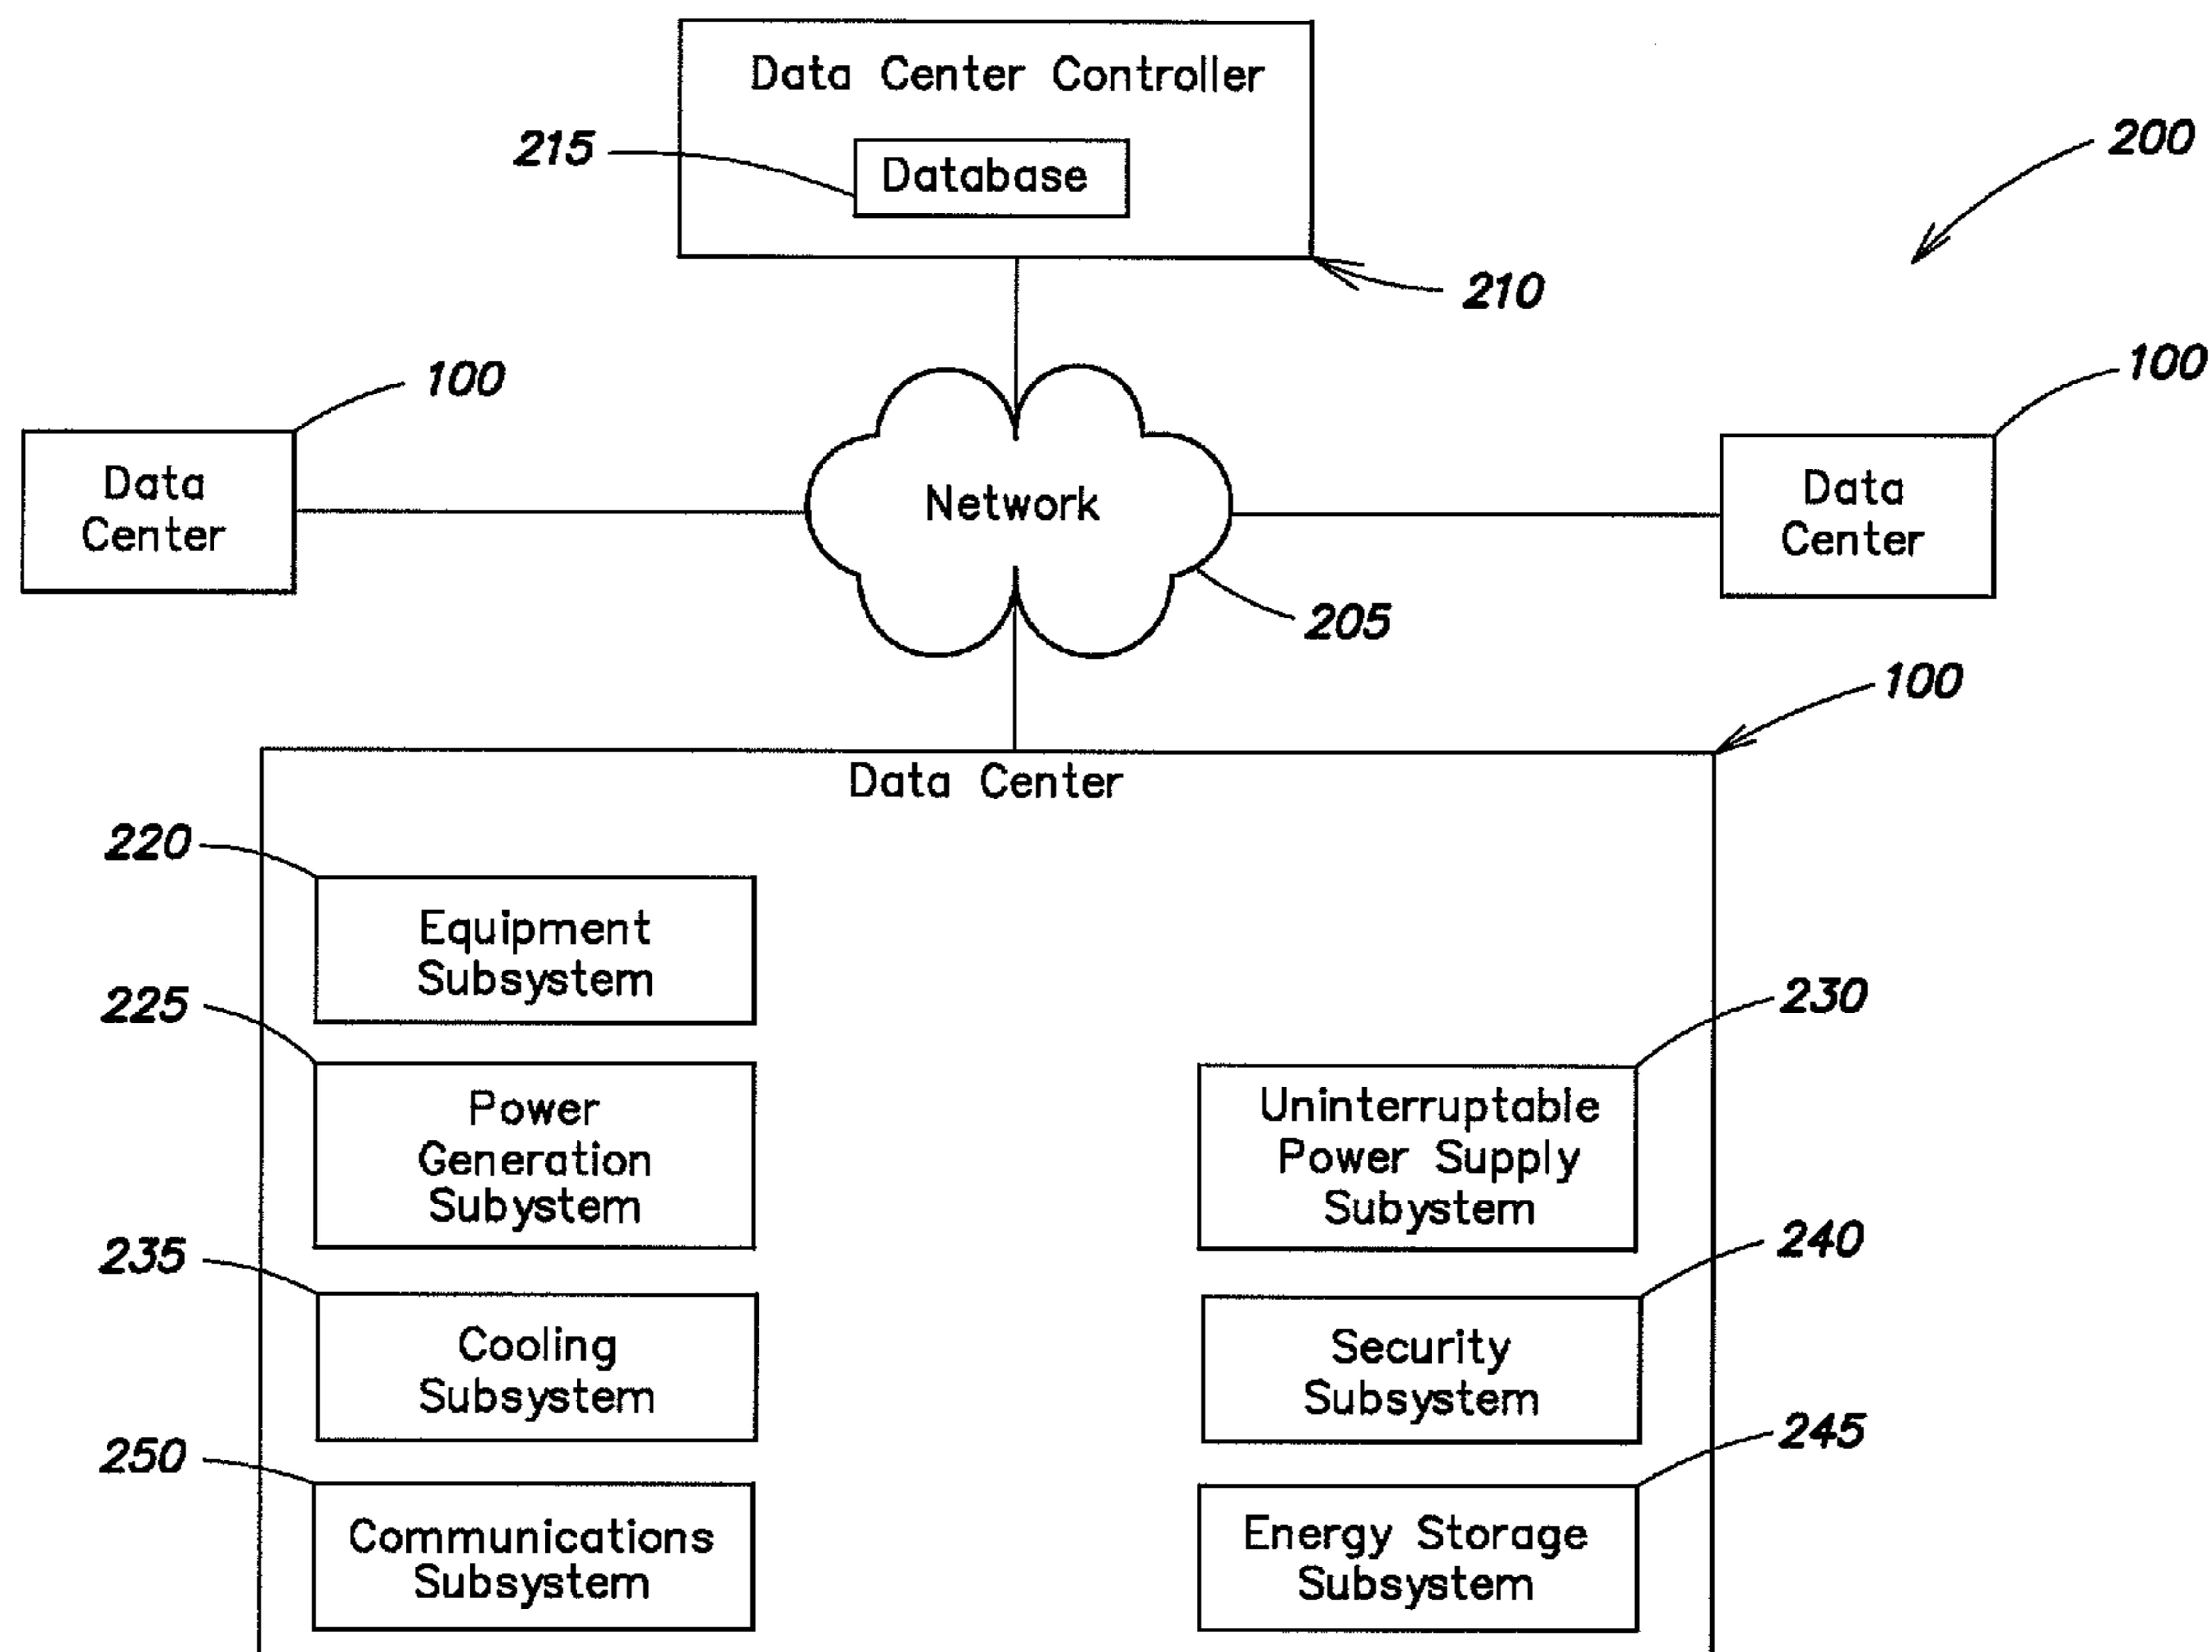 Data Center Controller
215
Database
200
210
100
100
Data
Center
Network
Data
Center
205
100
Data Center
220
Equipment
Subsystem
225
230
Power
Generation
Subystem
Uninterruptable
Power Supply
Subystem
235
240
Cooling
Subsystem
Security
Subsystem
250
245
Communications
Subsystem
Energy Storage
Subsystem